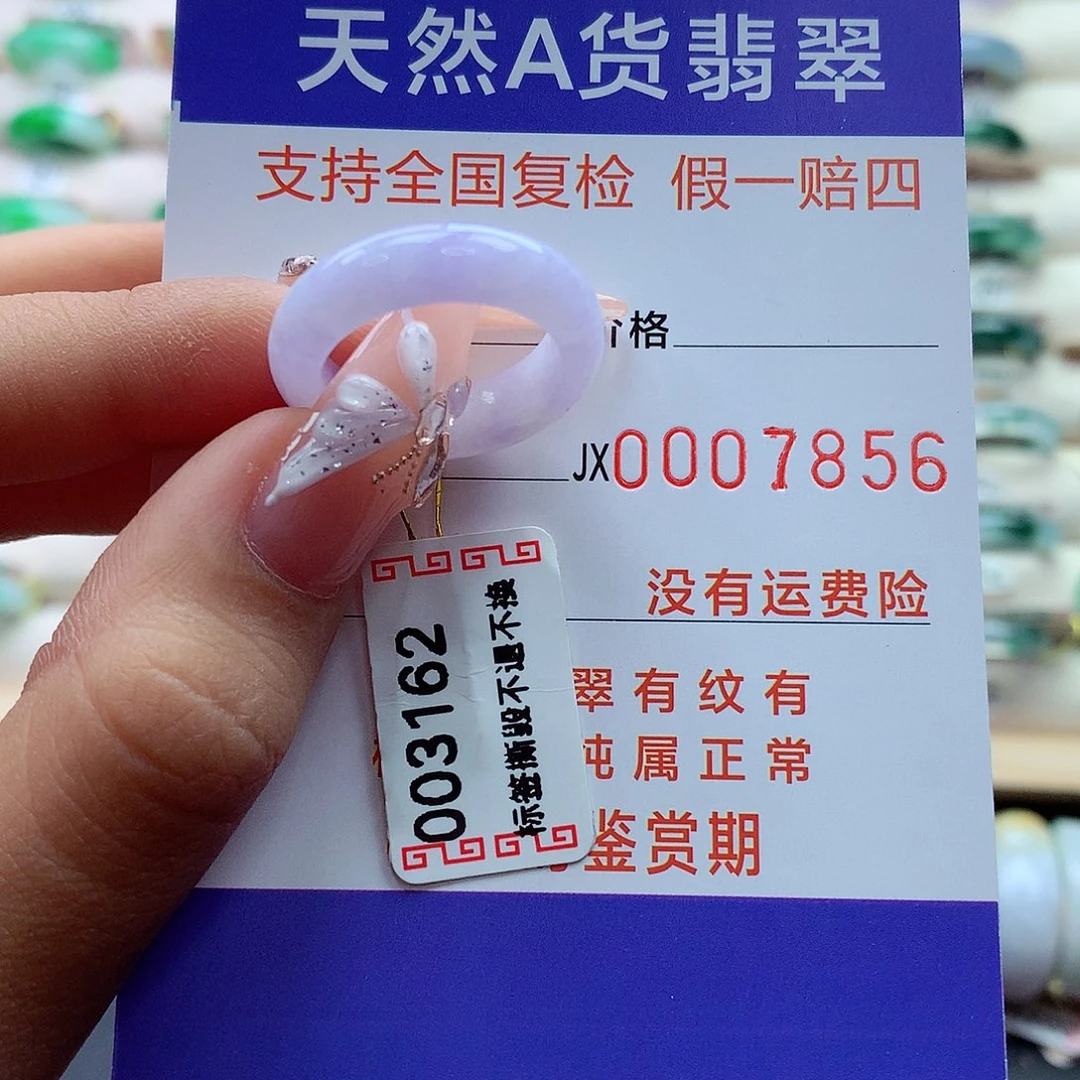 天然A货翡翠
支持全国复检 假一赔四
价格
JX0007856
没有运费险
翠有纹有
纯属正常
鉴赏期
003162
标签撕毁不退不换